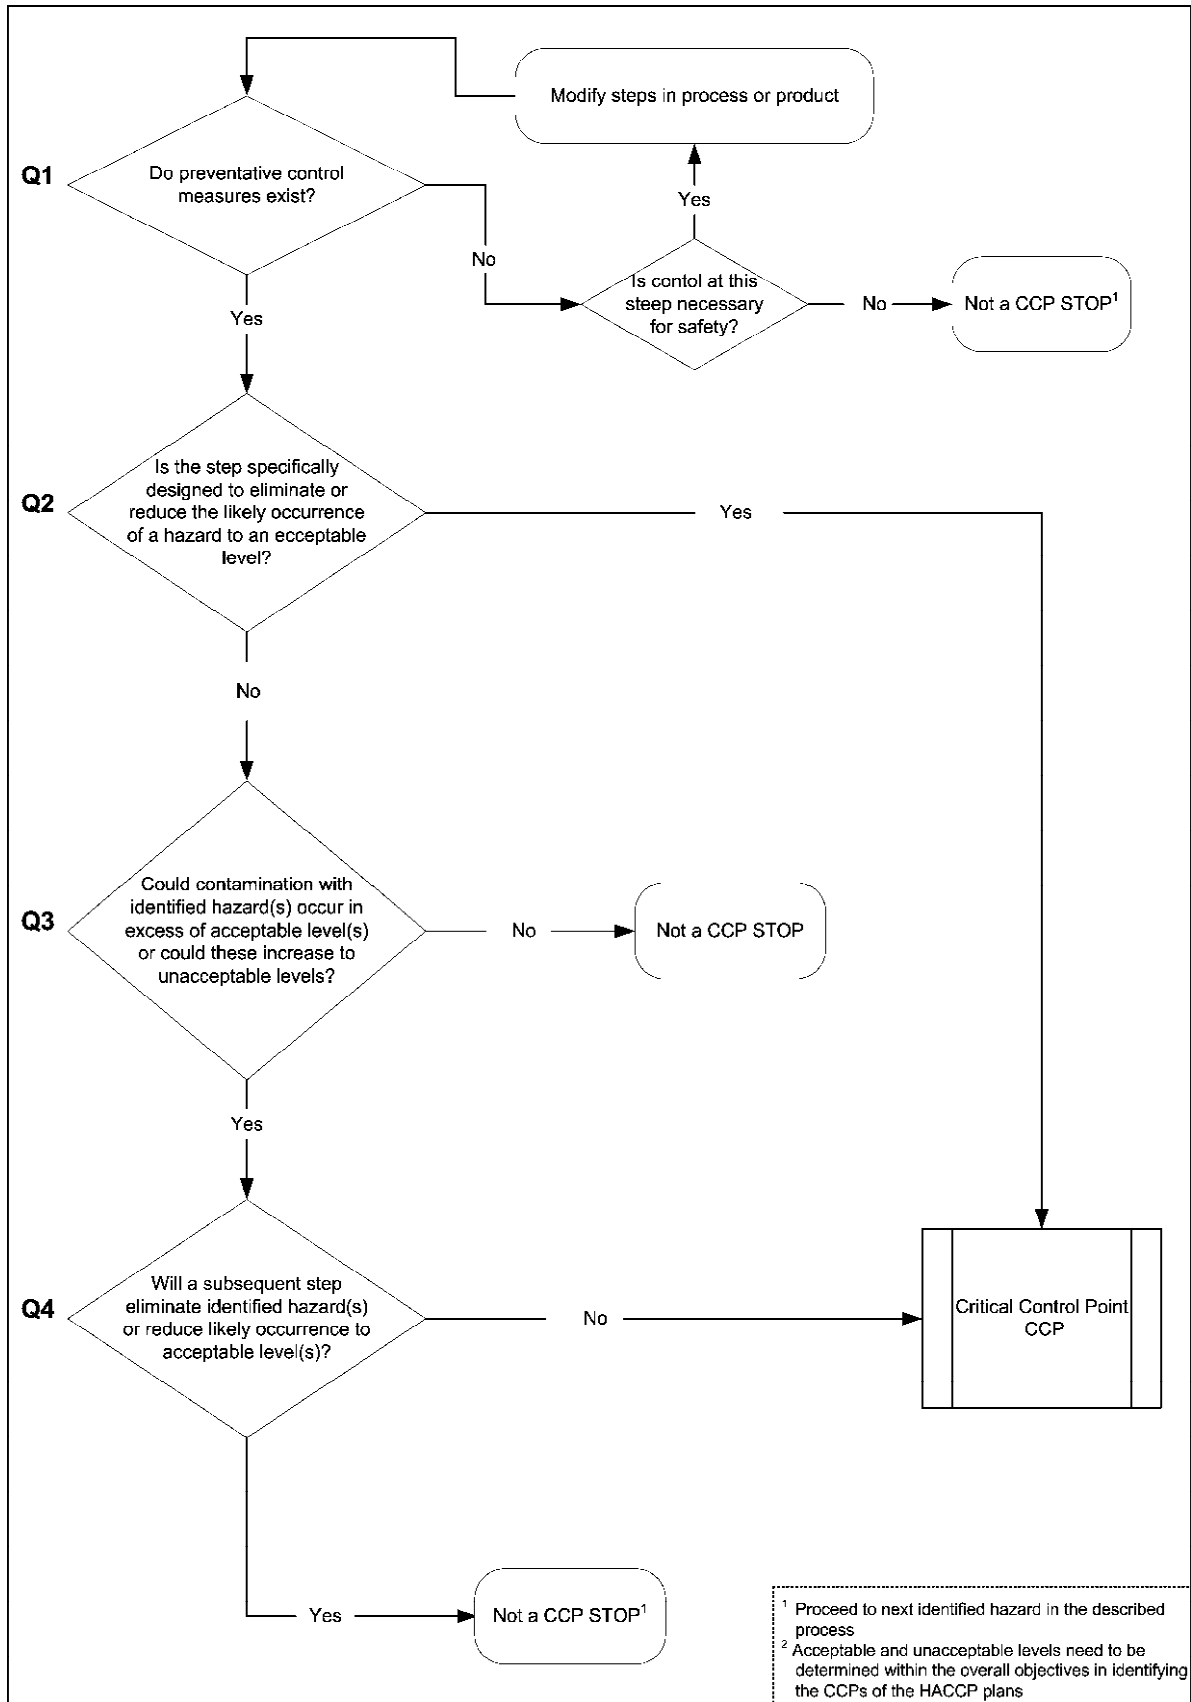 Modify steps in process or product
Q1
Do preventative control
measures exist?
Yes
No
Is contol at this
steep necessary
for safety?
No
Not a CCP STOP¹
Yes
Q2
Is the step specifically
designed to eliminate or
reduce the likely occurrence
of a hazard to an ecceptable
level?
Yes
No
Q3
Could contamination with
identified hazard(s) occur in
excess of acceptable level(s)
or could these increase to
unacceptable levels?
No
Not a CCP STOP
Yes
Q4
Will a subsequent step
eliminate identified hazard(s)
or reduce likely occurrence to
acceptable level(s)?
No
Critical Control Point
CCP
Yes
Not a CCP STOP¹
¹ Proceed to next identified hazard in the described
process
² Acceptable and unacceptable levels need to be
determined within the overall objectives in identifying
the CCPs of the HACCP plans